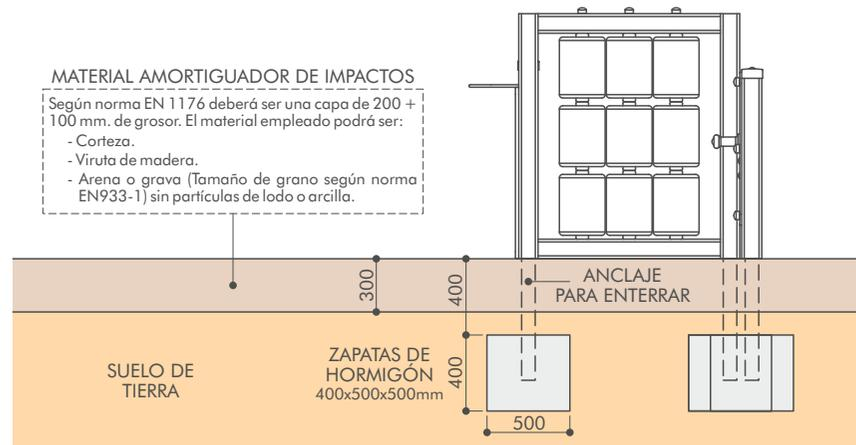 MATERIAL AMORTIGUADOR DE IMPACTOS
Según norma EN 1176 deberá ser una capa de 200 +
100 mm. de grosor. El material empleado podrá ser:
- Corteza.
- Viruta de madera.
- Arena o grava (Tamaño de grano según norma
EN933-1) sin partículas de lodo o arcilla.
300
400
ANCLAJE
PARA ENTERRAR
SUELO DE
TIERRA
ZAPATAS DE
HORMIGÓN
400x500x500mm
400
500